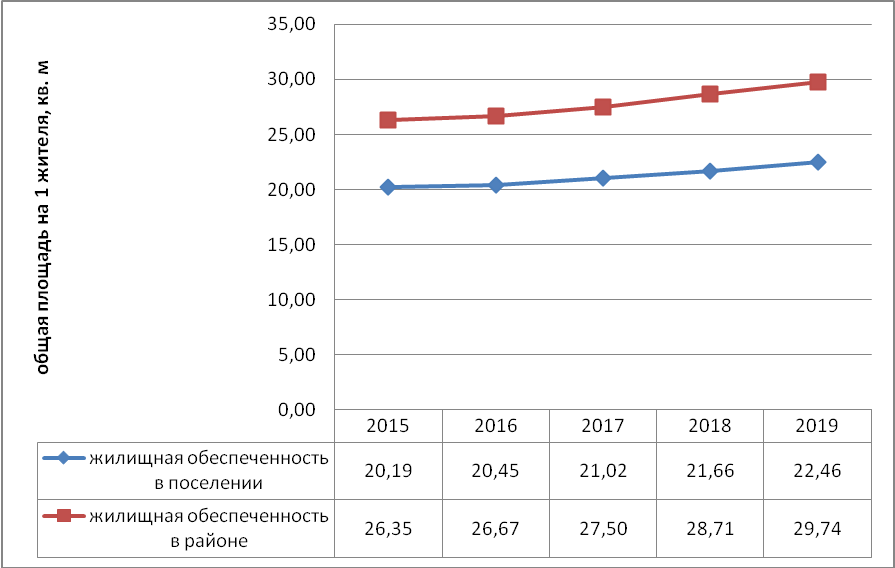 общая площадь на 1 жителя, кв. м
35,00
30,00
25,00
20,00
15,00
10,00
5,00
0,00
2015 2016 2017 2018 2019
жилищная обеспеченность
в поселении
20,19 20,45 21,02 21,66 22,46
жилищная обеспеченность
в районе
26,35 26,67 27,50 28,71 29,74